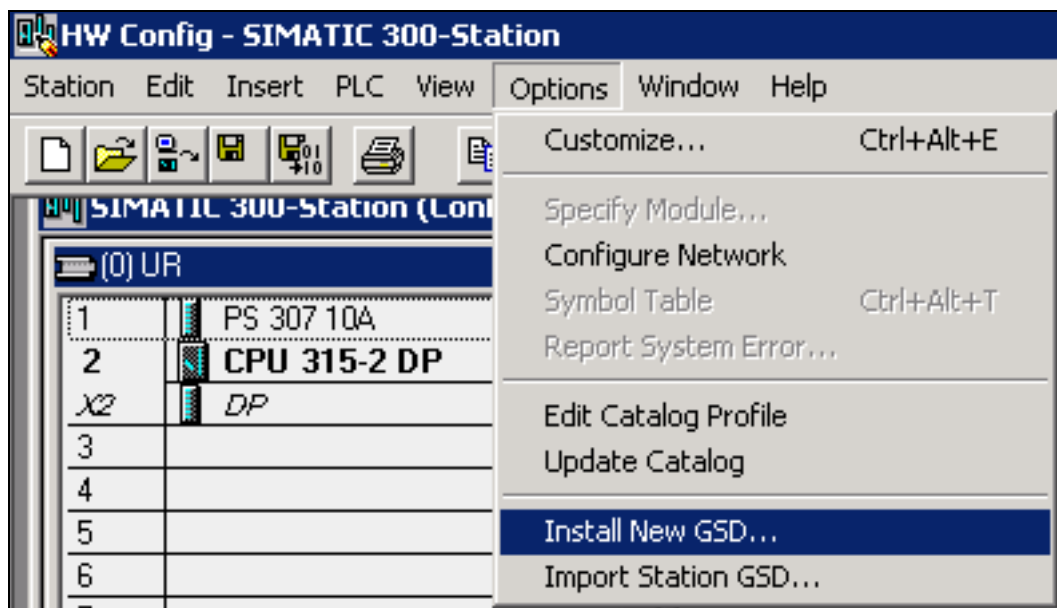 HW Config - SIMATIC 300-Station
Station Edit Insert PLC View Options Window Help
Customize... Ctrl+Alt+E
SIMATIC 300-Station
Specify Module...
(0) UR
Configure Network
1 PS 307 10A
Symbol Table Ctrl+Alt+T
2 CPU 315-2 DP
Report System Error...
X2 DP
Edit Catalog Profile
3
Update Catalog
4
5
Install New GSD...
6
Import Station GSD...